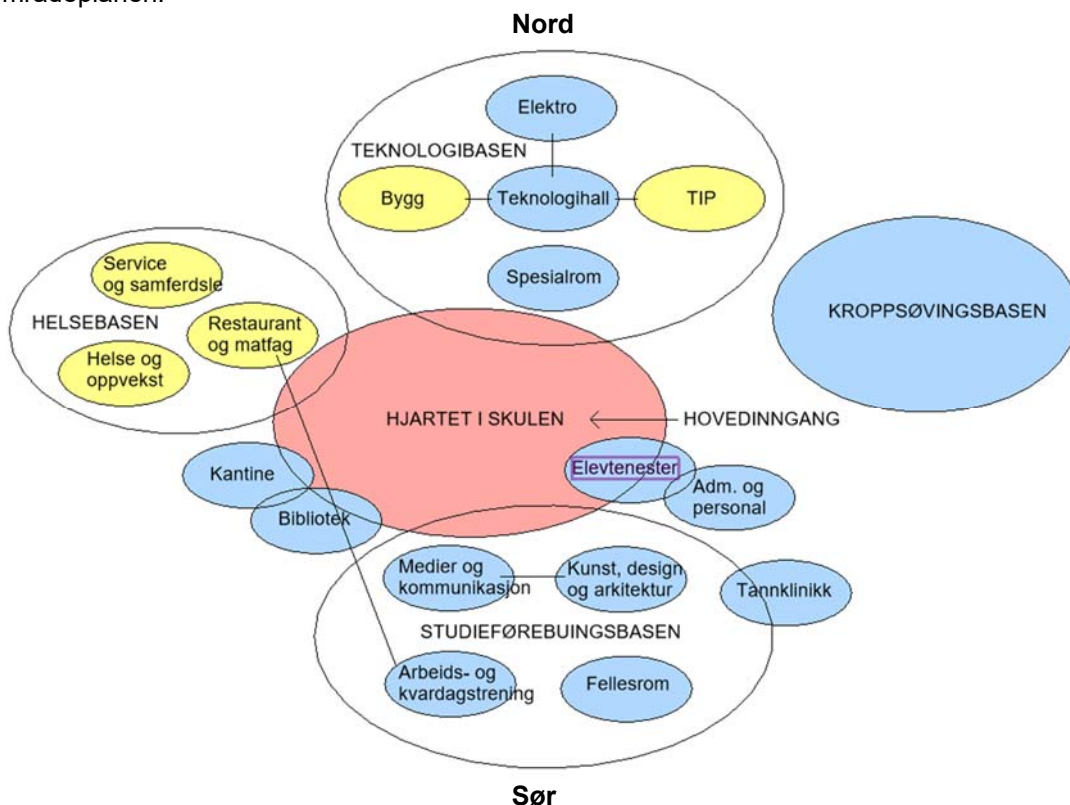 områdeplanen.
Nord
Elektro
TEKNOLOGIBASEN
Bygg
Teknologihall
TIP
Spesialrom
Service
og samferdsle
HELSEBASEN
Restaurant
og matfag
Helse og
oppvekst
KROPPSØVINGSBASEN
HJARTET I SKULEN
HOVEDINNGANG
Elevtenester
Kantine
Adm. og
personal
Bibliotek
Medier og
kommunikasjon
Kunst, design
og arkitektur
Tannklinikk
STUDIEFØREBUINGSBASEN
Arbeids- og
kvardagstrening
Fellesrom
Sør